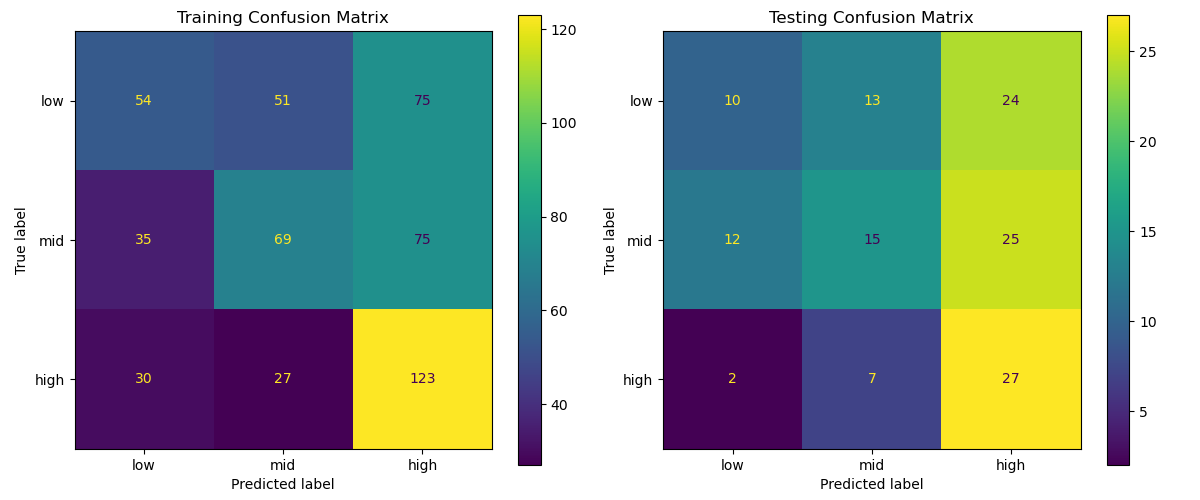 Training Confusion Matrix
low
mid
high
True label
54 51 75
35 69 75
30 27 123
low mid high
Predicted label
120
100
80
60
40
Testing Confusion Matrix
low
mid
high
True label
10 13 24
12 15 25
2 7 27
low mid high
Predicted label
25
20
15
10
5